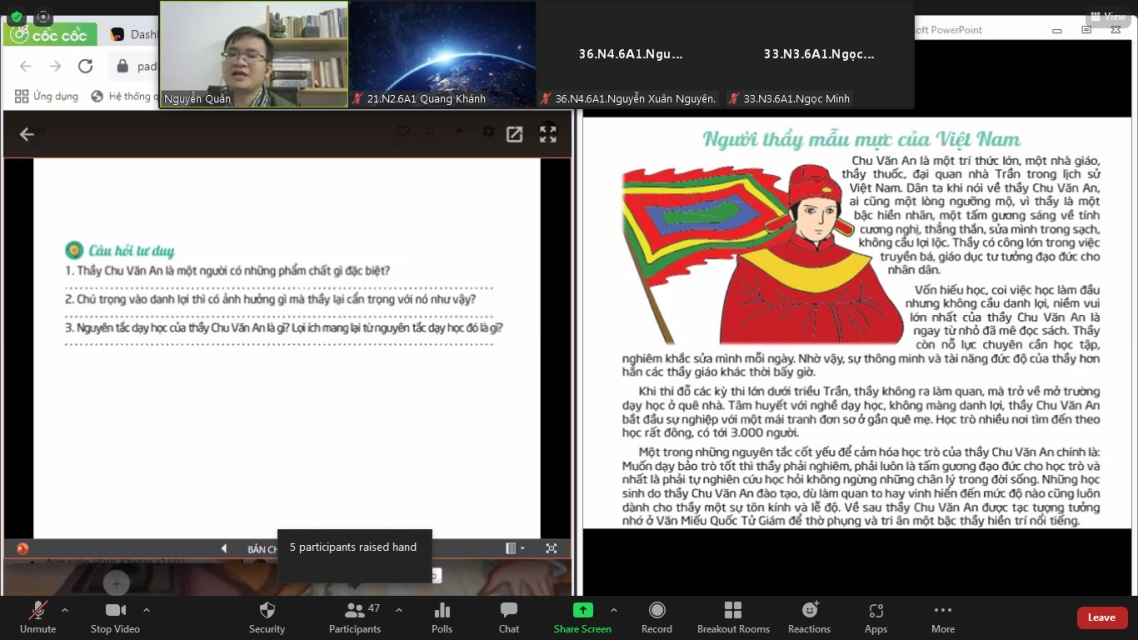 CỐC CỐC
Dash
View
soft PowerPoint
pad
Ứng dụng
Hệ thống
Nguyễn Quân
21.N2.6A1 Quang Khánh
36.N4.6A1.Ngu...
36.N4.6A1.Nguyễn Xuân Nguyên.
33.N3.6A1.Ngọc...
33.N3.6A1.Ngọc Minh
Câu hỏi tư duy
1. Thầy Chu Văn An là một người có những phẩm chất gì đặc biệt?
2. Chú trọng vào danh lợi thì có ảnh hưởng gì mà thầy lại cẩn trọng với nó như vậy?
3. Nguyên tắc dạy học của thầy Chu Văn An là gì? Lợi ích mang lại từ nguyên tắc dạy học đó là gì?
BẢN CH
5 participants raised hand
Người thầy mẫu mực của Việt Nam
Chu Văn An là một trí thức lớn, một nhà giáo,
thầy thuốc, đại quan nhà Trần trong lịch sử
Việt Nam. Dân ta khi nói về thầy Chu Văn An,
ai cũng một lòng ngưỡng mộ, vì thầy là một
bậc hiền nhân, một tấm gương sáng về tính
cương nghị, thẳng thắn, sửa mình trong sạch,
không cầu lợi lộc. Thầy có công lớn trong việc
truyền bá, giáo dục tư tưởng đạo đức cho
nhân dân.
Vốn hiếu học, coi việc học làm đầu
nhưng không cầu danh lợi, niềm vui
lớn nhất của thầy Chu Văn An là
ngay từ nhỏ đã mê đọc sách. Thầy
còn nỗ lực chuyên cần học tập,
nghiêm khắc sửa mình mỗi ngày. Nhờ vậy, sự thông minh và tài năng đức độ của thầy hơn
hẳn các thầy giáo khác thời bấy giờ.
Khi thi đỗ các kỳ thi lớn dưới triều Trần, thầy không ra làm quan, mà trở về mở trường
dạy học ở quê nhà. Tâm huyết với nghề dạy học, không màng danh lợi, thầy Chu Văn An
bắt đầu sự nghiệp với một mái tranh đơn sơ ở gần quê mẹ. Học trò nhiều nơi tìm đến theo
học rất đông, có tới 3.000 người.
Một trong những nguyên tắc cốt yếu để cảm hóa học trò của thầy Chu Văn An chính là:
Muốn dạy bảo trò tốt thì thầy phải nghiêm, phải luôn là tấm gương đạo đức cho học trò và
nhất là phải tự nghiên cứu học hỏi không ngừng những chân lý trong đời sống. Những học
sinh do thầy Chu Văn An đào tạo, dù làm quan to hay vinh hiển đến mức độ nào cũng luôn
dành cho thầy một sự tôn kính và lễ độ. Về sau thầy Chu Văn An được tạc tượng tưởng
nhớ ở Văn Miếu Quốc Tử Giám để thờ phụng và tri ân một bậc thầy hiền trí nổi tiếng.
Unmute
Stop Video
Security
Participants
47
Polls
Chat
Share Screen
Record
Breakout Rooms
Reactions
Apps
More
Leave